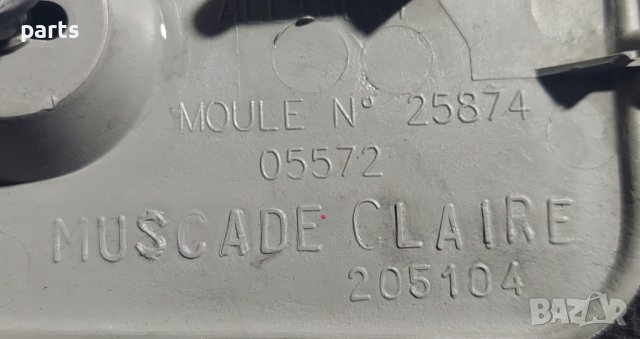 parts
MOULE N° 25874
05572
MUSCADE CLAIRE
205104
BAZAR